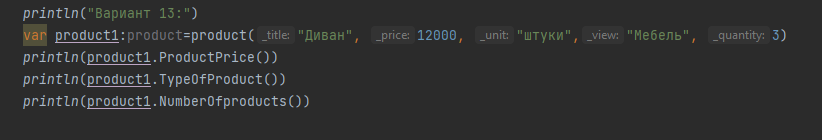 println("Вариант 13:")
var product1:product=product( _title: "Диван", _price: 12000, _unit: "штуки", _view: "Мебель", _quantity: 3)
println(product1.ProductPrice())
println(product1.TypeOfProduct())
println(product1.NumberOfproducts())